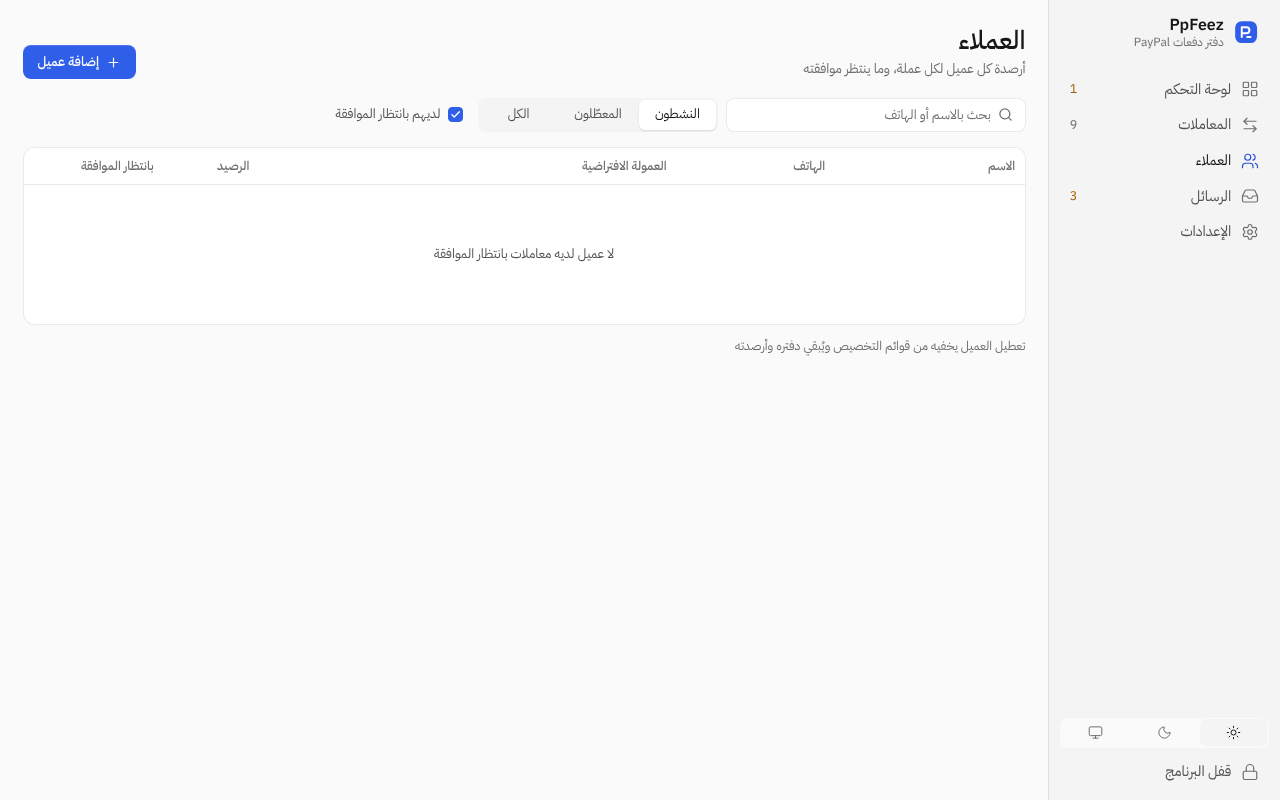 PpFeez
دفتر دفعات PayPal
لوحة التحكم 1
المعاملات 9
العملاء
الرسائل 3
الإعدادات
قفل البرنامج
العملاء
أرصدة كل عميل لكل عملة، وما ينتظر موافقته
إضافة عميل
بحث بالاسم أو الهاتف
النشطون المعطّلون الكل
لديهم بانتظار الموافقة
الاسم الهاتف العمولة الافتراضية الرصيد بانتظار الموافقة
لا عميل لديه معاملات بانتظار الموافقة
تعطيل العميل يخفيه من قوائم التخصيص ويُبقي دفتره وأرصدته